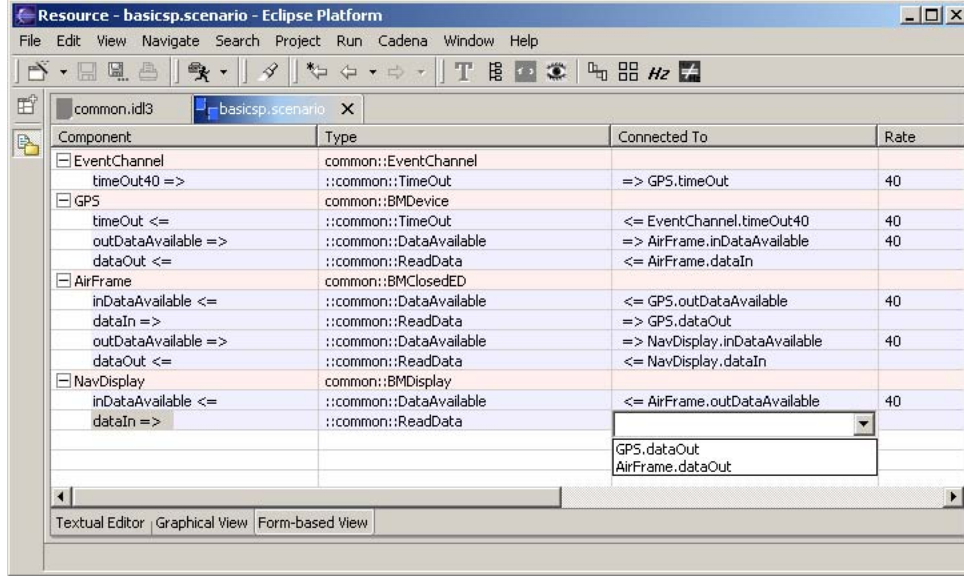 Resource - basicsp.scenario - Eclipse Platform
File Edit View Navigate Search Project Run Cadena Window Help
T Hz
common.idl3 basicsp.scenario X
Component Type Connected To Rate
EventChannel common::EventChannel
timeOut40 => ::common::TimeOut => GPS.timeOut 40
GPS common::BMDevice
timeOut <= ::common::TimeOut <= EventChannel.timeOut40 40
outDataAvailable => ::common::DataAvailable => AirFrame.inDataAvailable 40
dataOut <= ::common::ReadData <= AirFrame.dataIn
AirFrame common::BMClosedED
inDataAvailable <= ::common::DataAvailable <= GPS.outDataAvailable 40
dataIn => ::common::ReadData => GPS.dataOut
outDataAvailable => ::common::DataAvailable => NavDisplay.inDataAvailable 40
dataOut <= ::common::ReadData <= NavDisplay.dataIn
NavDisplay common::BMDisplay
inDataAvailable <= ::common::DataAvailable <= AirFrame.outDataAvailable 40
dataIn => ::common::ReadData
GPS.dataOut
AirFrame.dataOut
Textual Editor Graphical View Form-based View